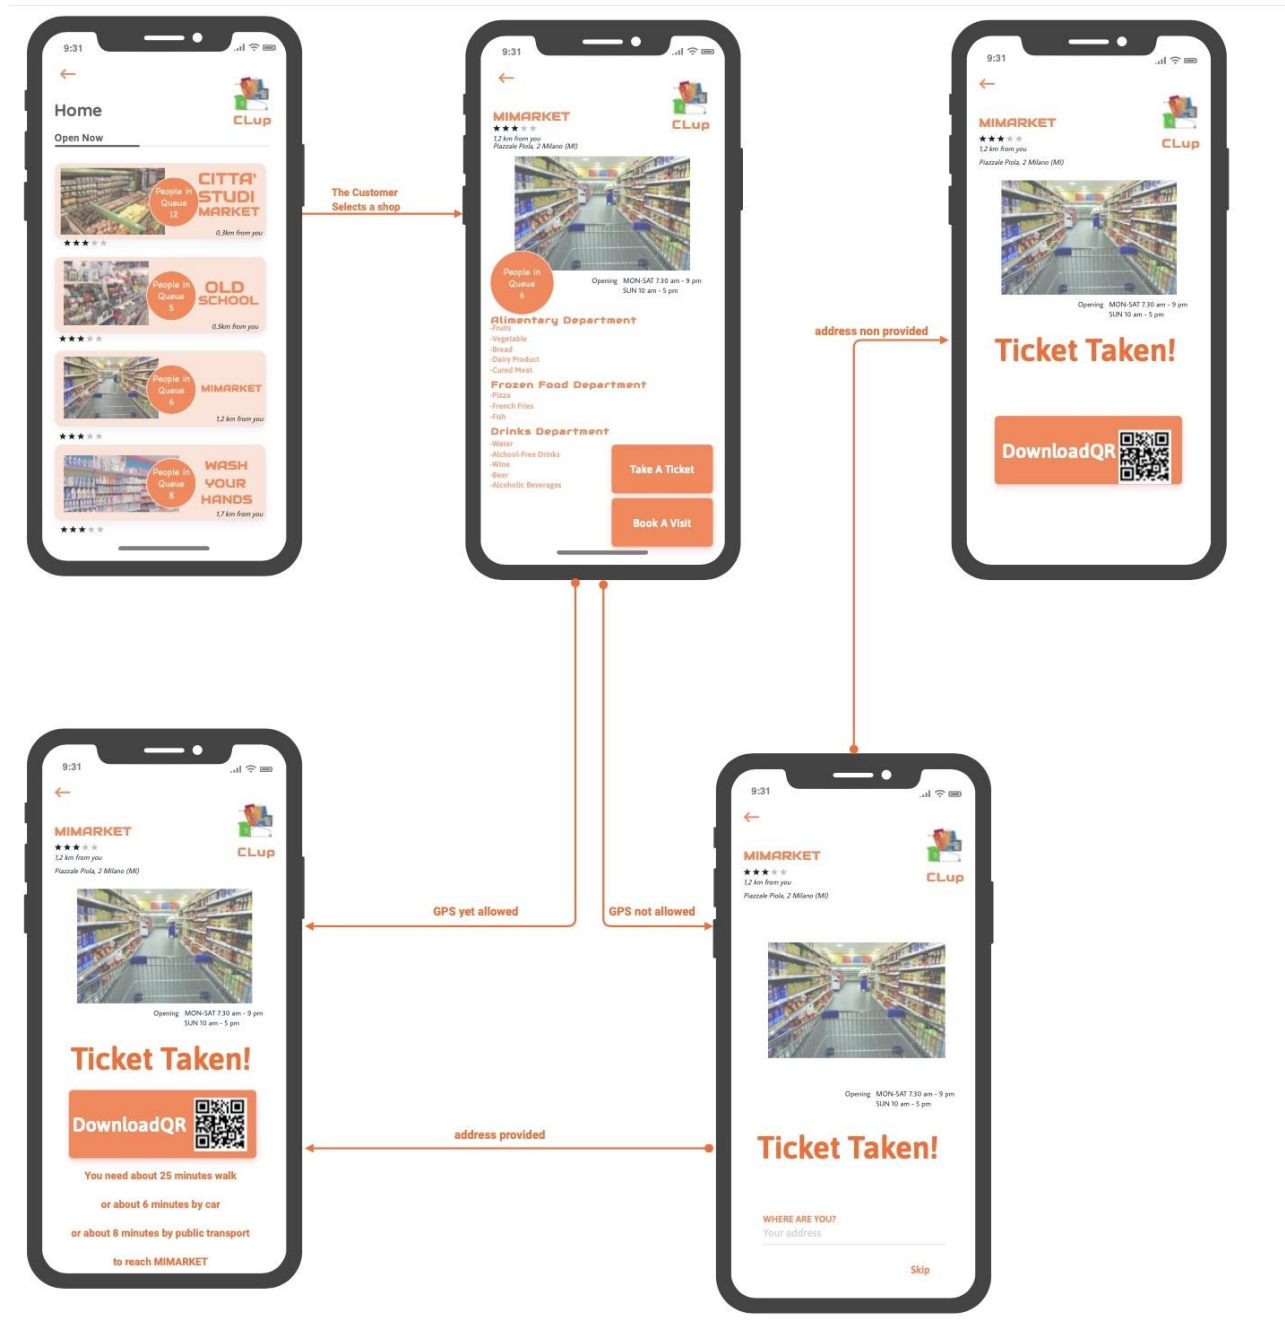 9:31
Home
CLup
Open Now
People in
Queue
12
CITTA'
STUDI
MARKET
0,3km from you
People in
Queue
5
OLD
SCHOOL
0,5km from you
People in
Queue
6
MIMARKET
1,2 km from you
People in
Queue
8
WASH
YOUR
HANDS
1,7 km from you
The Customer
Selects a shop
9:31
MIMARKET
CLup
1,2 km from you
Piazzale Piola, 2 Milano (MI)
People in
Queue
6
Opening MON-SAT 7.30 am - 9 pm
SUN 10 am - 5 pm
Alimentary Department
-Fruits
-Vegetable
-Bread
-Dairy Product
-Cured Meat
Frozen Food Department
-Pizza
-French Fries
-Fish
Drinks Department
-Water
-Alchool-Free Drinks
-Wine
-Beer
-Alcoholic Beverages
Take A Ticket
Book A Visit
address non provided
9:31
MIMARKET
CLup
1,2 km from you
Piazzale Piola, 2 Milano (MI)
Opening MON-SAT 7.30 am - 9 pm
SUN 10 am - 5 pm
Ticket Taken!
DownloadQR
9:31
MIMARKET
CLup
1,2 km from you
Piazzale Piola, 2 Milano (MI)
Opening MON-SAT 7.30 am - 9 pm
SUN 10 am - 5 pm
Ticket Taken!
DownloadQR
You need about 25 minutes walk
or about 6 minutes by car
or about 8 minutes by public transport
to reach MIMARKET
GPS yet allowed
GPS not allowed
address provided
9:31
MIMARKET
CLup
1,2 km from you
Piazzale Piola, 2 Milano (MI)
Opening MON-SAT 7.30 am - 9 pm
SUN 10 am - 5 pm
Ticket Taken!
WHERE ARE YOU?
Your address
Skip